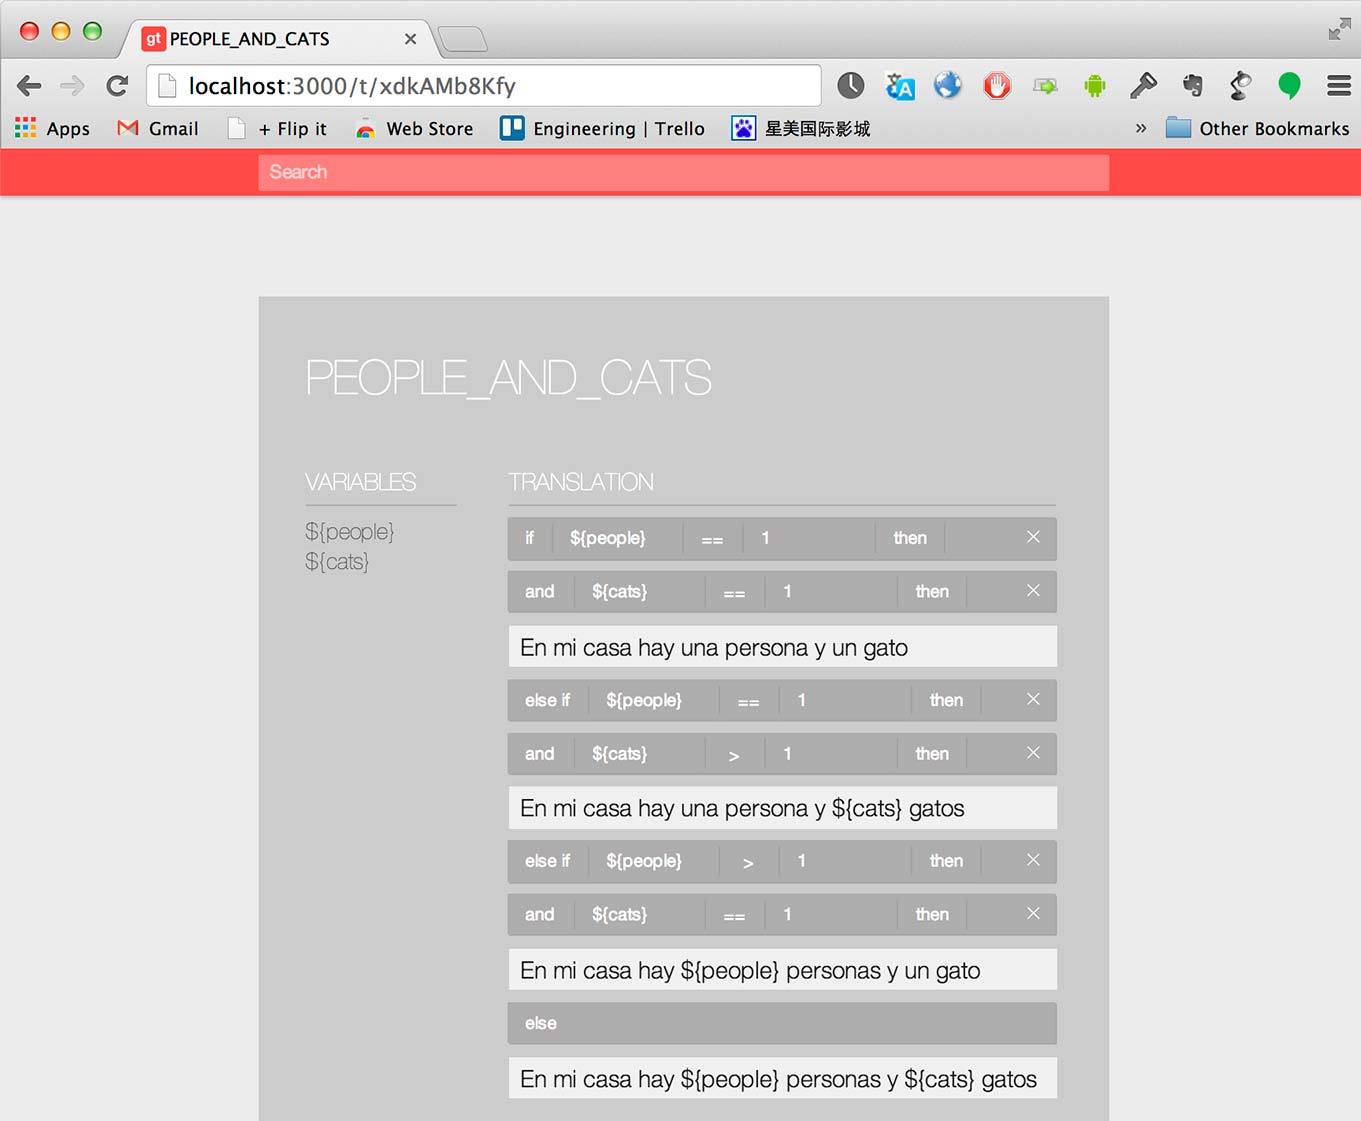 gt PEOPLE_AND_CATS
localhost:3000/t/xdkAMb8Kfy
Apps Gmail + Flip it Web Store Engineering | Trello 星美国际影城 » Other Bookmarks
Search
PEOPLE_AND_CATS
VARIABLES
${people}
${cats}
TRANSLATION
if ${people} == 1 then
and ${cats} == 1 then
En mi casa hay una persona y un gato
else if ${people} == 1 then
and ${cats} > 1 then
En mi casa hay una persona y ${cats} gatos
else if ${people} > 1 then
and ${cats} == 1 then
En mi casa hay ${people} personas y un gato
else
En mi casa hay ${people} personas y ${cats} gatos